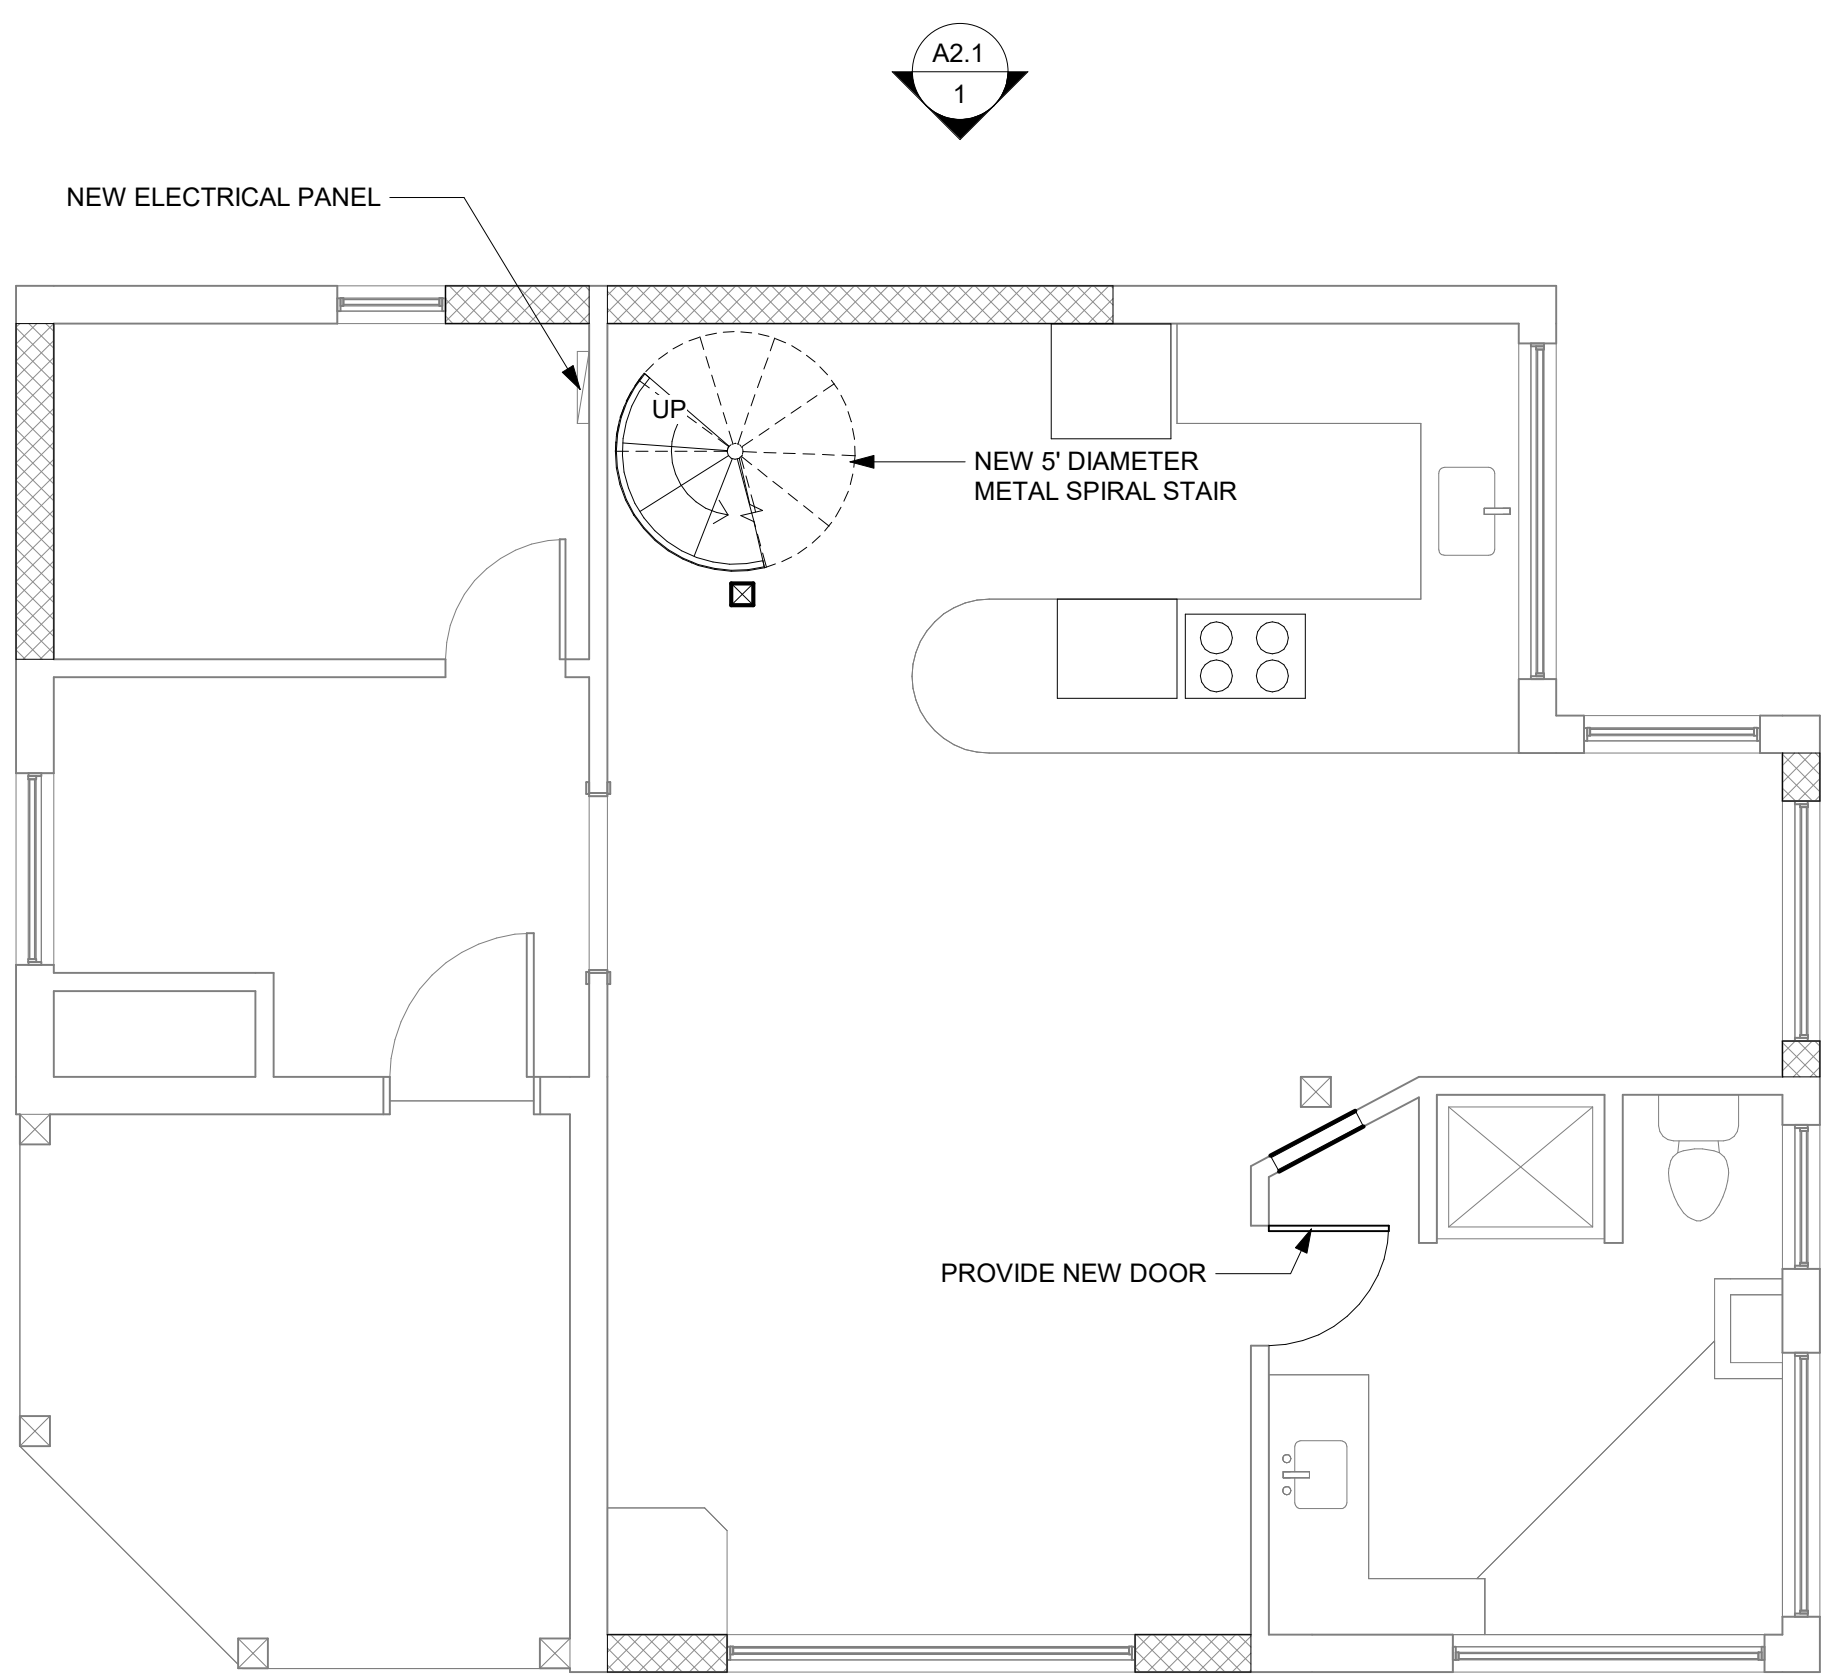 A2.1
1
NEW ELECTRICAL PANEL
UP
NEW 5' DIAMETER
METAL SPIRAL STAIR
PROVIDE NEW DOOR